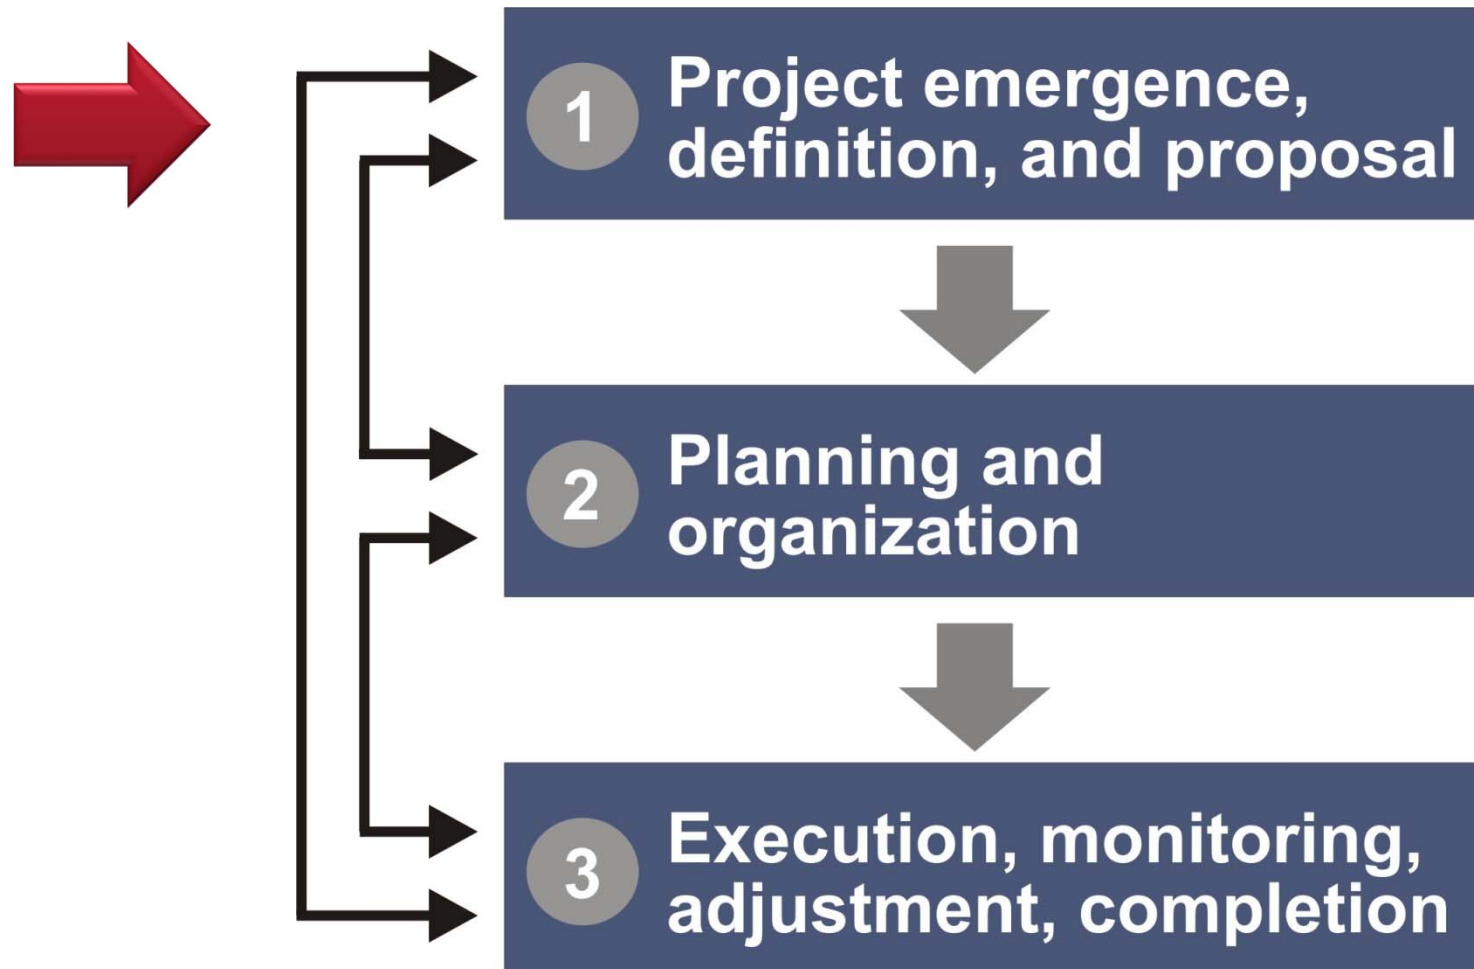 1
Project emergence,
definition, and proposal
2
Planning and
organization
3
Execution, monitoring,
adjustment, completion